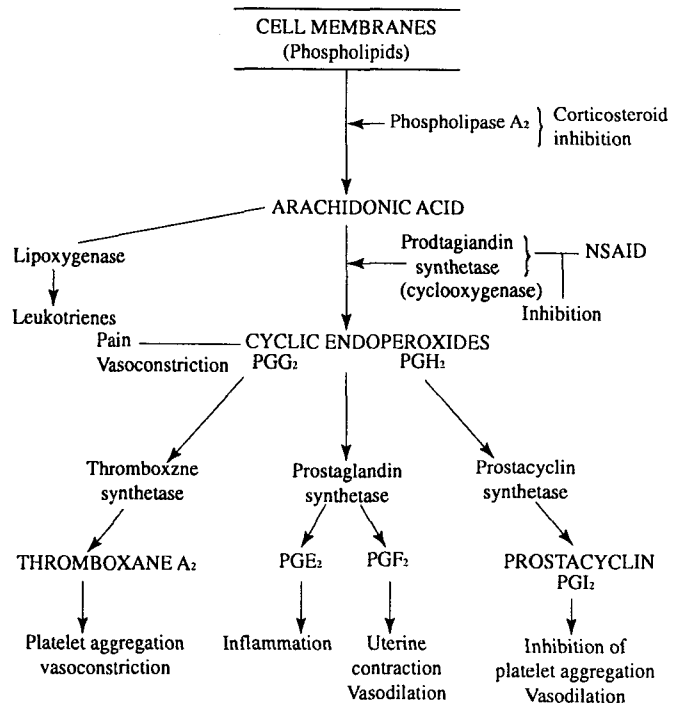 CELL MEMBRANES
(Phospholipids)
Phospholipase A₂
Corticosteroid
inhibition
ARACHIDONIC ACID
Lipoxygenase
Leukotrienes
Prodtagiandin
synthetase
(cyclooxygenase)
NSAID
Inhibition
Pain
Vasoconstriction
CYCLIC ENDOPEROXIDES
PGG₂ PGH₂
Thromboxzne
synthetase
Prostaglandin
synthetase
Prostacyclin
synthetase
THROMBOXANE A₂
PGE₂
PGF₂
PROSTACYCLIN
PGI₂
Platelet aggregation
vasoconstriction
Inflammation
Uterine
contraction
Vasodilation
Inhibition of
platelet aggregation
Vasodilation